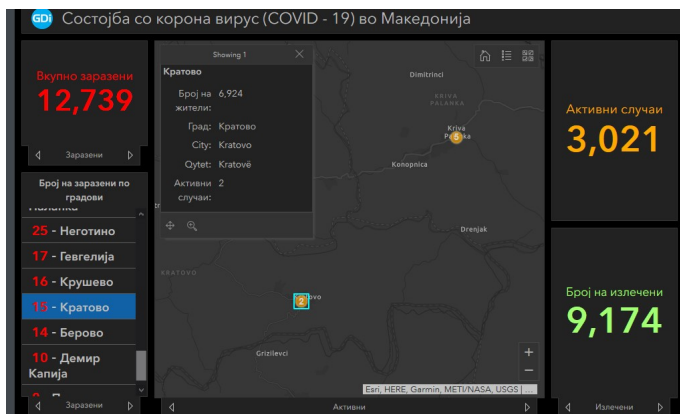 GDi Состојба со корона вирус (COVID - 19) во Македонија
Вкупно заразени
12,739
Заразени
Број на заразени по
градови
25 - Неготино
17 - Гевгелија
16 - Крушево
15 - Кратово
14 - Берово
10 - Демир
Капија
Заразени
Showing 1
Кратово
Број на 6,924
жители:
Град: Кратово
City: Kratovo
Qytet: Kratovë
Активни 2
случаи:
Dimitrinci
KRIVA
PALANKA
Kriva
5
Konopnica
Drenjak
KRATOVO
2
Grizilevci
+
−
Esri, HERE, Garmin, METI/NASA, USGS | ...
Активни
Активни случаи
3,021
Број на излечени
9,174
Излечени